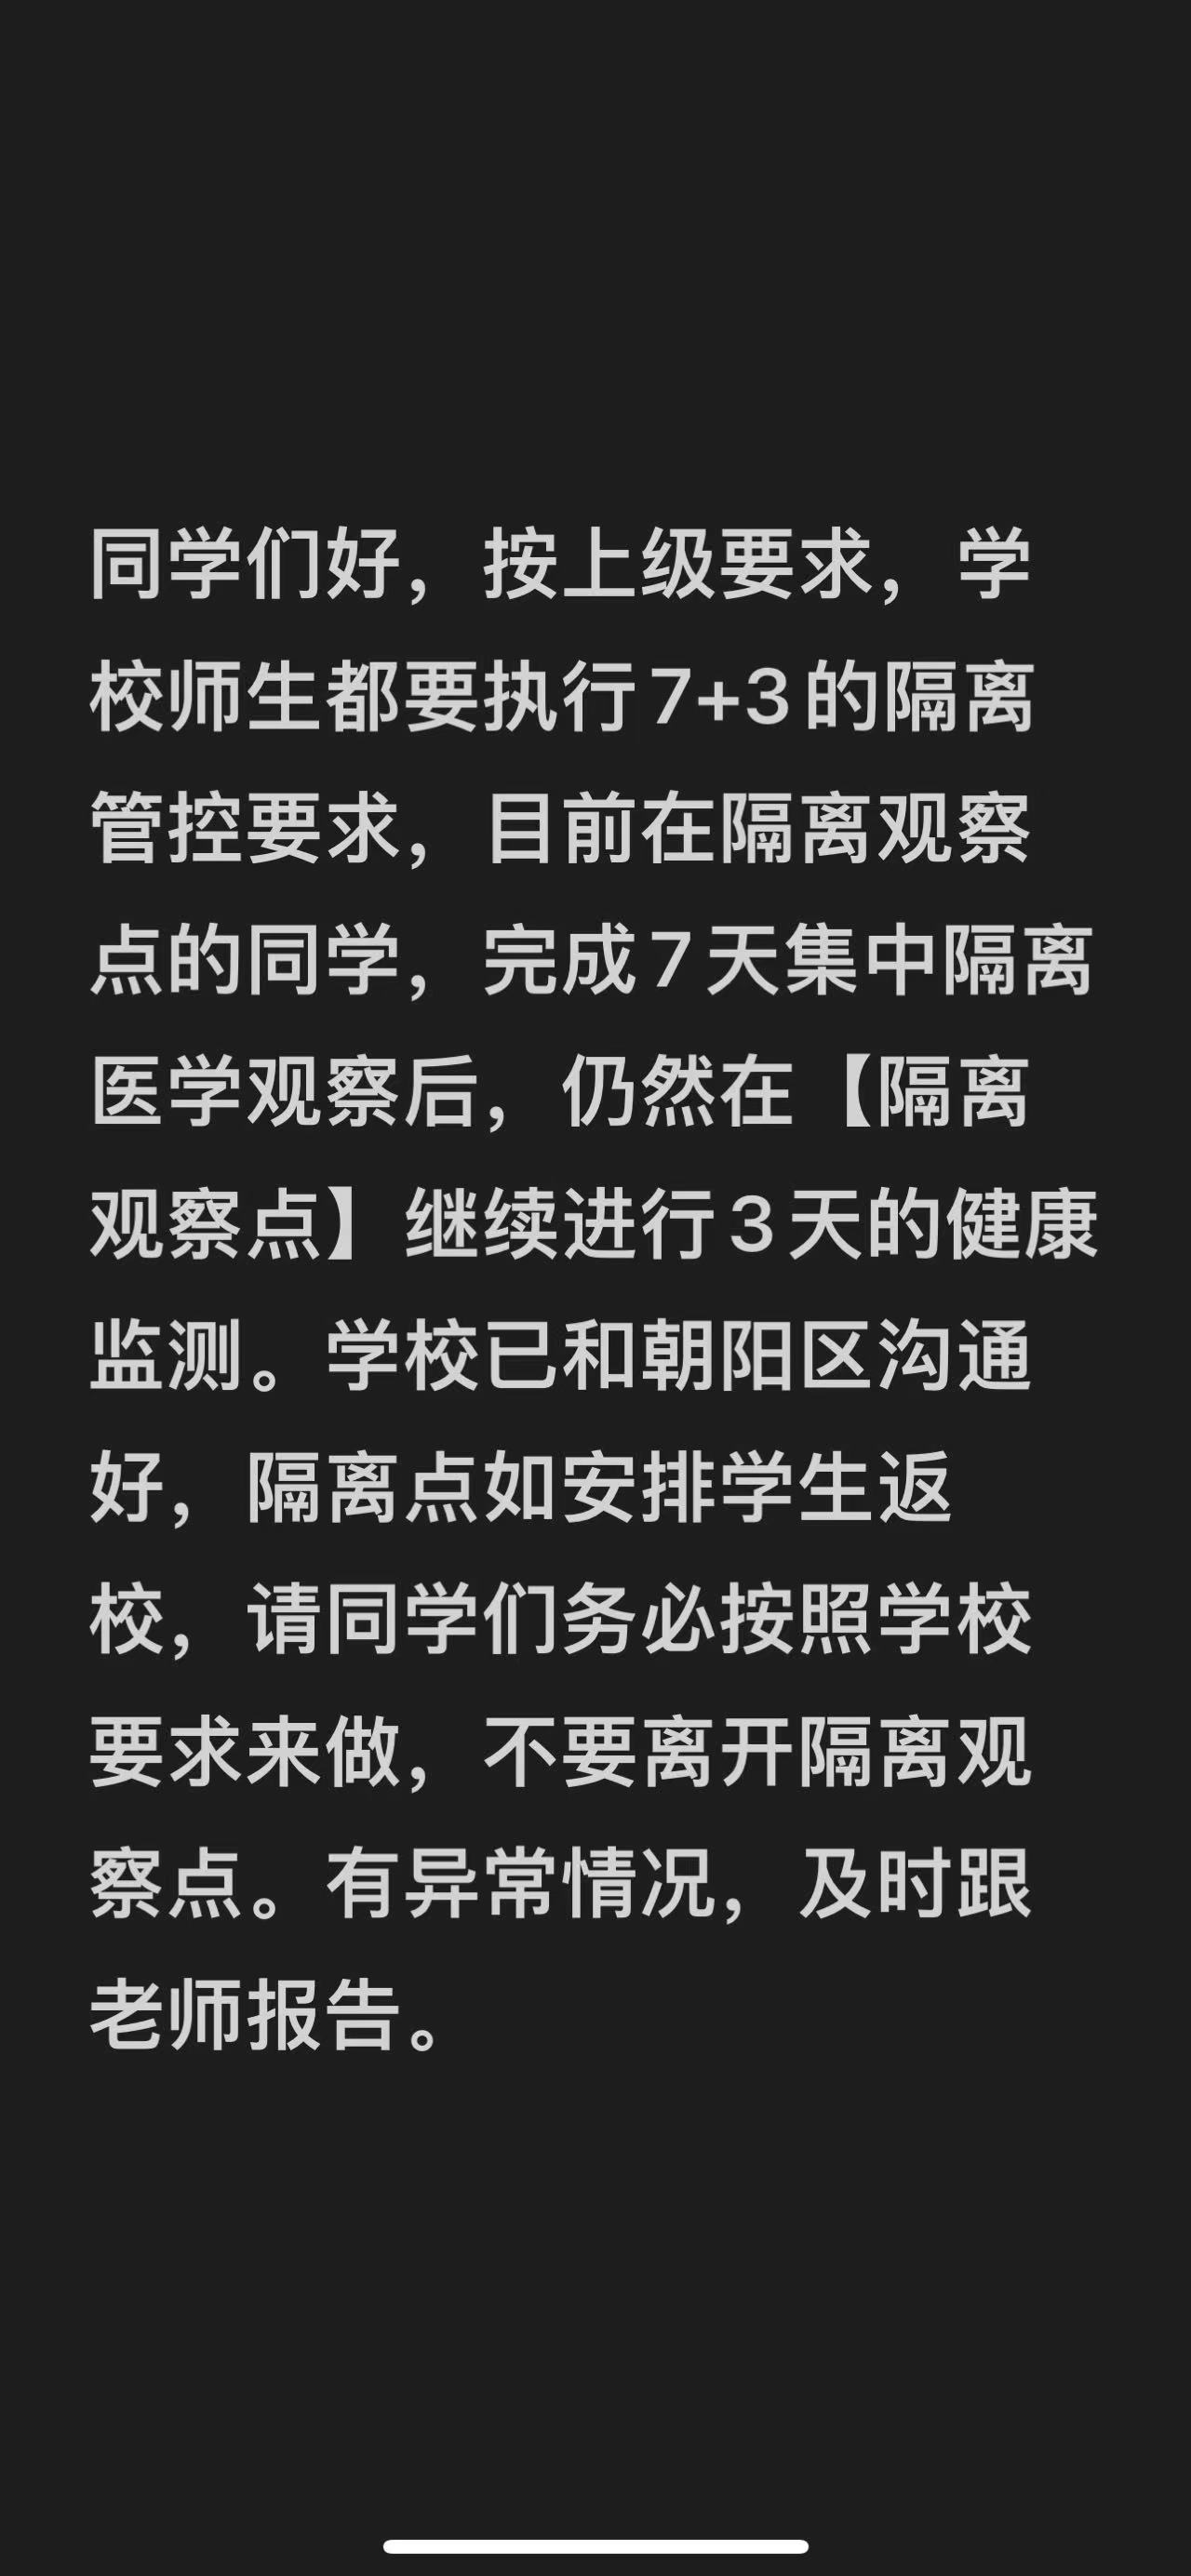 同学们好，按上级要求，学
校师生都要执行7+3的隔离
管控要求，目前在隔离观察
点的同学，完成7天集中隔离
医学观察后，仍然在【隔离
观察点】继续进行3天的健康
监测。学校已和朝阳区沟通
好，隔离点如安排学生返
校，请同学们务必按照学校
要求来做，不要离开隔离观
察点。有异常情况，及时跟
老师报告。